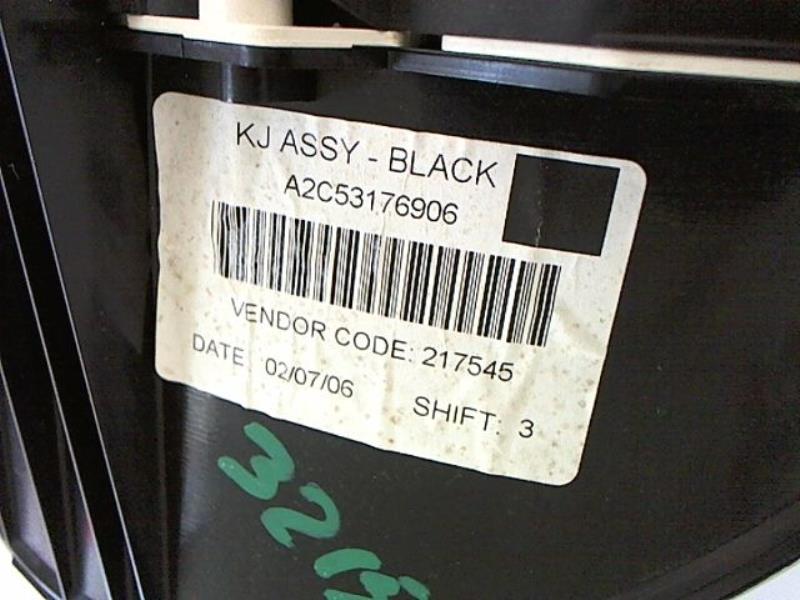 KJ ASSY - BLACK
A2C53176906
VENDOR CODE: 217545
DATE: 02/07/06 SHIFT: 3